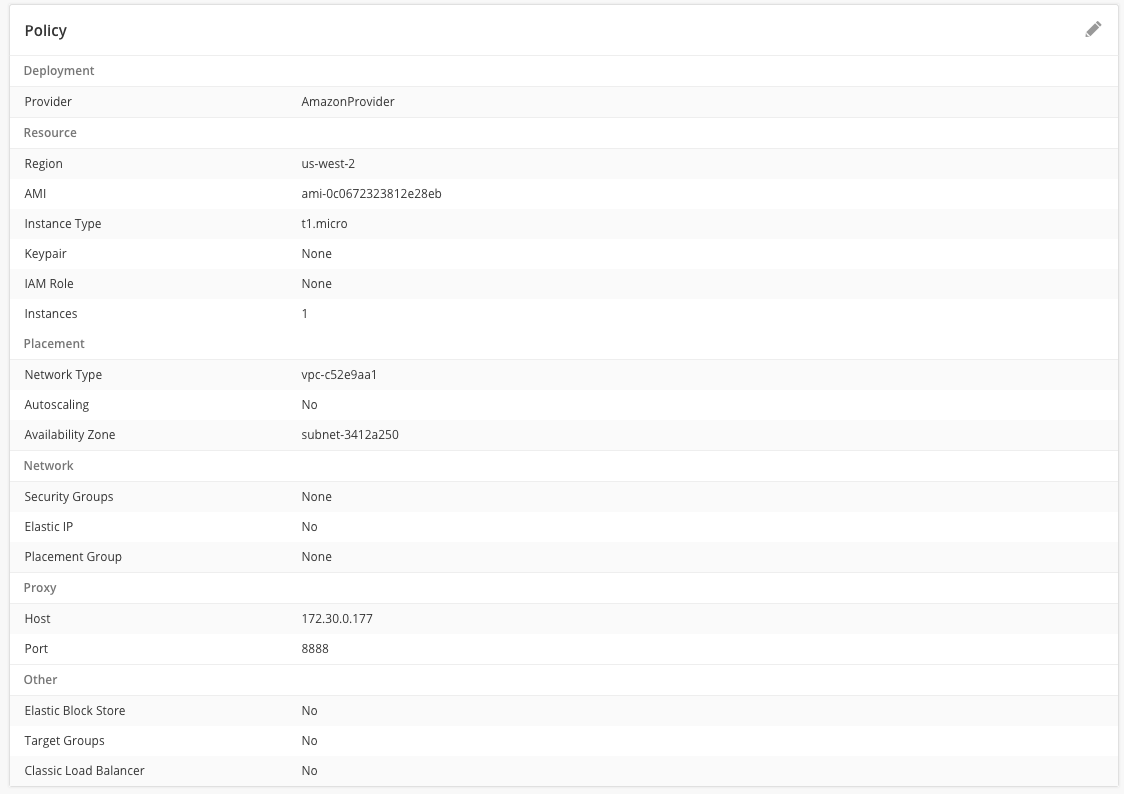 Policy
Deployment
Provider AmazonProvider
Resource
Region us-west-2
AMI ami-0c0672323812e28eb
Instance Type t1.micro
Keypair None
IAM Role None
Instances 1
Placement
Network Type vpc-c52e9aa1
Autoscaling No
Availability Zone subnet-3412a250
Network
Security Groups None
Elastic IP No
Placement Group None
Proxy
Host 172.30.0.177
Port 8888
Other
Elastic Block Store No
Target Groups No
Classic Load Balancer No